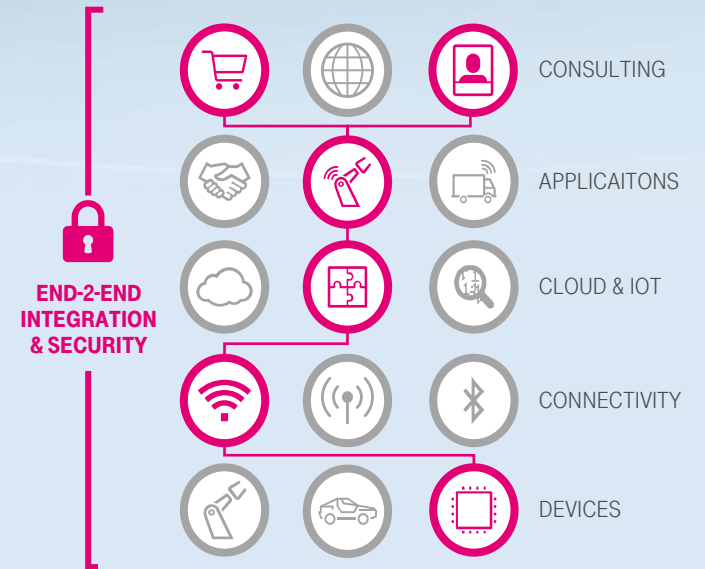 CONSULTING
APPLICAITONS
END-2-END
INTEGRATION
& SECURITY
CLOUD & IOT
CONNECTIVITY
DEVICES